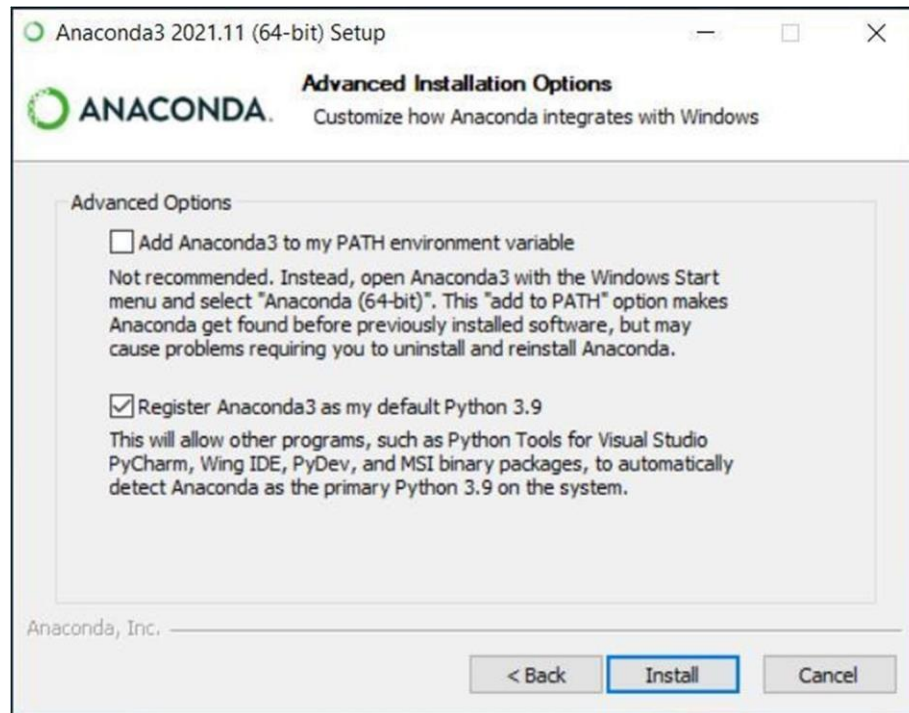 Anaconda3 2021.11 (64-bit) Setup
ANACONDA.
Advanced Installation Options
Customize how Anaconda integrates with Windows
Advanced Options
Add Anaconda3 to my PATH environment variable
Not recommended. Instead, open Anaconda3 with the Windows Start
menu and select "Anaconda (64-bit)". This "add to PATH" option makes
Anaconda get found before previously installed software, but may
cause problems requiring you to uninstall and reinstall Anaconda.
Register Anaconda3 as my default Python 3.9
This will allow other programs, such as Python Tools for Visual Studio
PyCharm, Wing IDE, PyDev, and MSI binary packages, to automatically
detect Anaconda as the primary Python 3.9 on the system.
Anaconda, Inc.
< Back
Install
Cancel